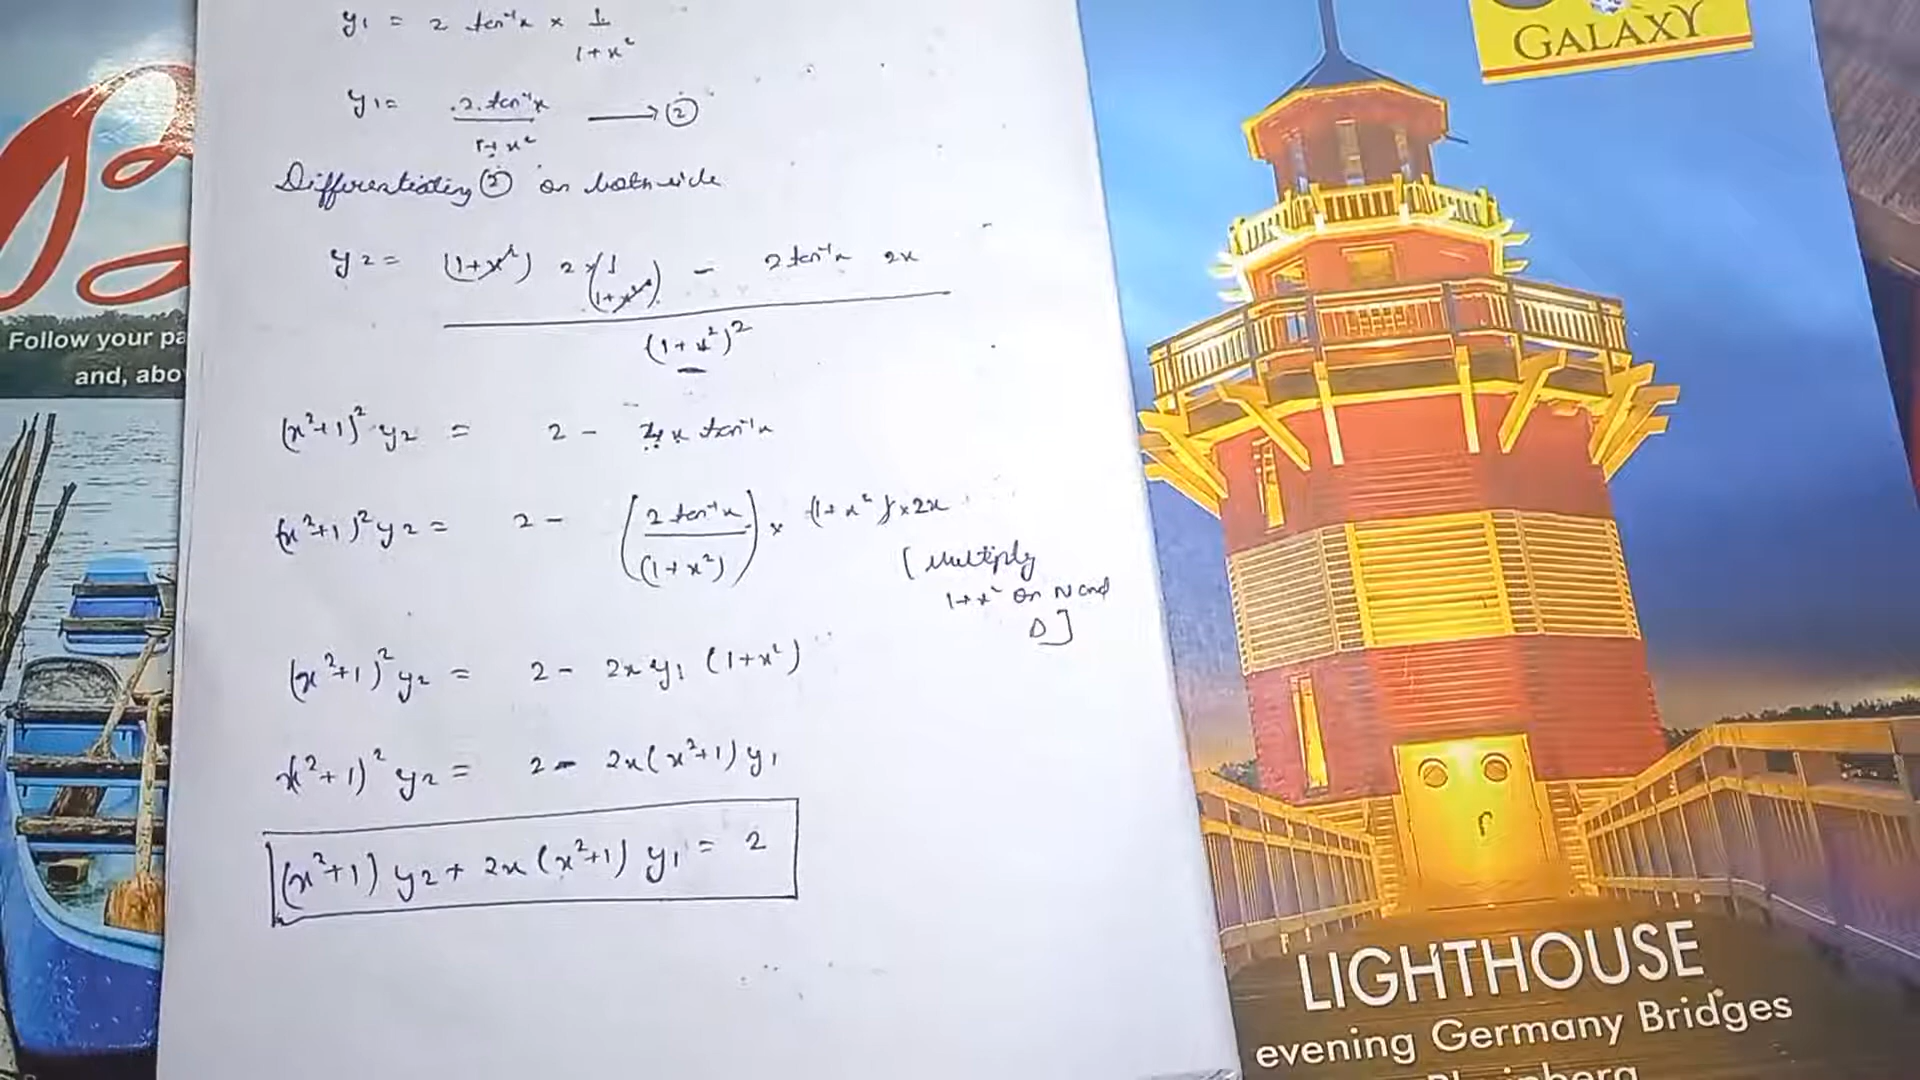 y₁ = 2 tan⁻¹x × 1/1+x²
y₁ = 2.tan⁻¹x/1+x² ⟶ ②
Differentiating ② on both side
y₂ = (1+x²) 2×(1/1+x²) − 2tan⁻¹x 2x/(1+x²)²
(x²+1)² y₂ = 2 − 4x tan⁻¹x
(x²+1)² y₂ = 2 − (2 tan⁻¹x/(1+x²)) × (1+x²)×2x
[Multiply
1+x² on N and
D]
(x²+1)² y₂ = 2 − 2x y₁ (1+x²)
(x²+1)² y₂ = 2 − 2x(x²+1) y₁
(x²+1) y₂ + 2x (x²+1) y₁ = 2
Follow your pa
and, abo
GALAXY
LIGHTHOUSE
evening Germany Bridges